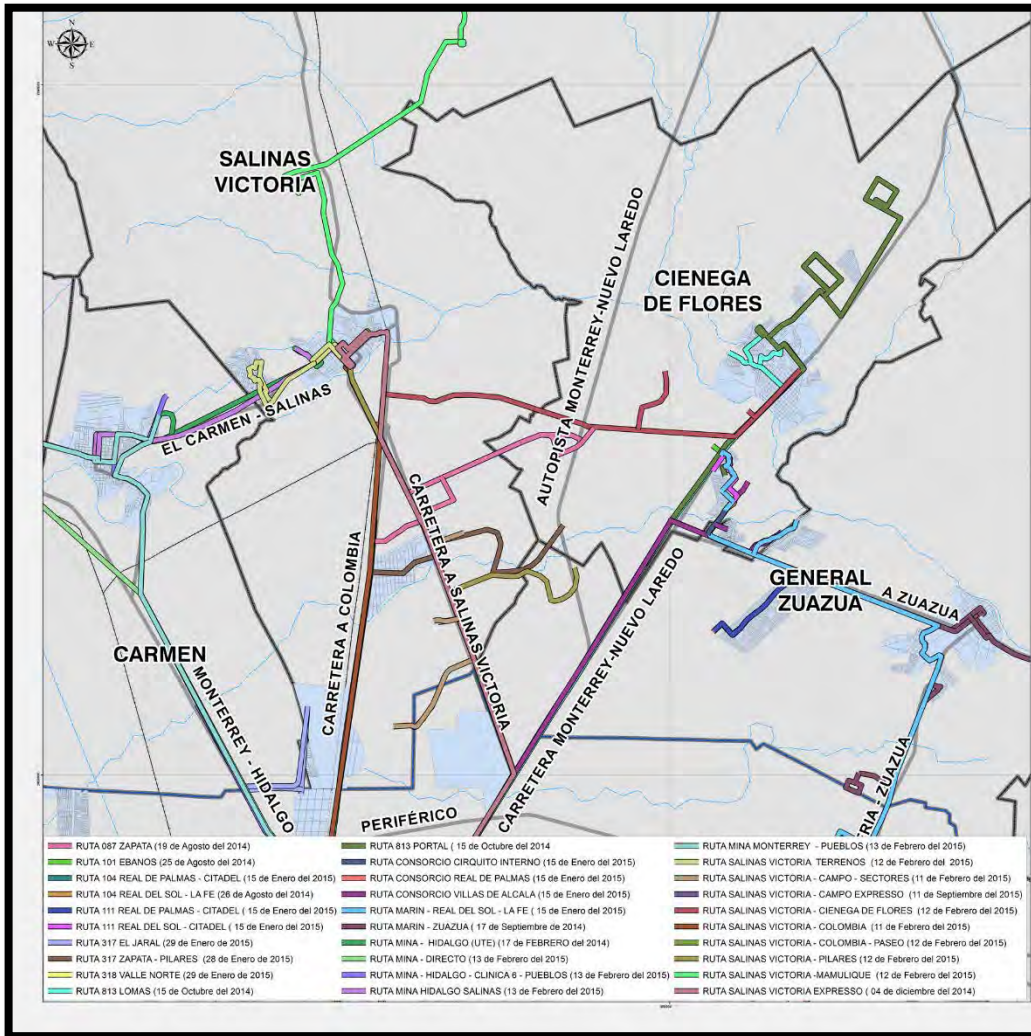 N
W E
S
SALINAS
VICTORIA
CIENEGA
DE FLORES
AUTOPISTA MONTERREY-NUEVO LAREDO
EL CARMEN - SALINAS
CARRETERA A COLOMBIA
CARRETERA A SALINAS VICTORIA
CARRETERA MONTERREY-NUEVO LAREDO
GENERAL
ZUAZUA
A ZUAZUA
CARMEN
MONTERREY - HIDALGO
PERIFÉRICO
ERIA - ZUAZUA
RUTA 087 ZAPATA (19 de Agosto del 2014)
RUTA 101 EBANOS (25 de Agosto del 2014)
RUTA 104 REAL DE PALMAS - CITADEL (15 de Enero del 2015)
RUTA 104 REAL DEL SOL - LA FE (26 de Agosto del 2014)
RUTA 111 REAL DE PALMAS - CITADEL ( 15 de Enero del 2015)
RUTA 111 REAL DEL SOL - CITADEL ( 15 de Enero del 2015)
RUTA 317 EL JARAL (29 de Enero de 2015)
RUTA 317 ZAPATA - PILARES (28 de Enero de 2015)
RUTA 318 VALLE NORTE (29 de Enero de 2015)
RUTA 813 LOMAS (15 de Octubre del 2014)
RUTA 813 PORTAL ( 15 de Octubre del 2014
RUTA CONSORCIO CIRQUITO INTERNO (15 de Enero del 2015)
RUTA CONSORCIO REAL DE PALMAS (15 de Enero del 2015)
RUTA CONSORCIO VILLAS DE ALCALA (15 de Enero del 2015)
RUTA MARIN - REAL DEL SOL - LA FE ( 15 de Enero del 2015)
RUTA MARIN - ZUAZUA ( 17 de Septiembre de 2014)
RUTA MINA - HIDALGO (UTE) (17 de FEBRERO del 2014)
RUTA MINA - DIRECTO (13 de Febrero del 2015)
RUTA MINA - HIDALGO - CLINICA 6 - PUEBLOS (13 de Febrero del 2015)
RUTA MINA HIDALGO SALINAS (13 de Febrero del 2015)
RUTA MINA MONTERREY - PUEBLOS (13 de Febrero del 2015)
RUTA SALINAS VICTORIA TERRENOS (12 de Febrero del 2015)
RUTA SALINAS VICTORIA - CAMPO - SECTORES (11 de Febrero del 2015)
RUTA SALINAS VICTORIA - CAMPO EXPRESSO (11 de Septiembre del 2015)
RUTA SALINAS VICTORIA - CIENEGA DE FLORES (12 de Febrero del 2015)
RUTA SALINAS VICTORIA - COLOMBIA (11 de Febrero del 2015)
RUTA SALINAS VICTORIA - COLOMBIA - PASEO (12 de Febrero del 2015)
RUTA SALINAS VICTORIA - PILARES (12 de Febrero del 2015)
RUTA SALINAS VICTORIA -MAMULIQUE (12 de Febrero del 2015)
RUTA SALINAS VICTORIA EXPRESSO ( 04 de diciembre del 2014)